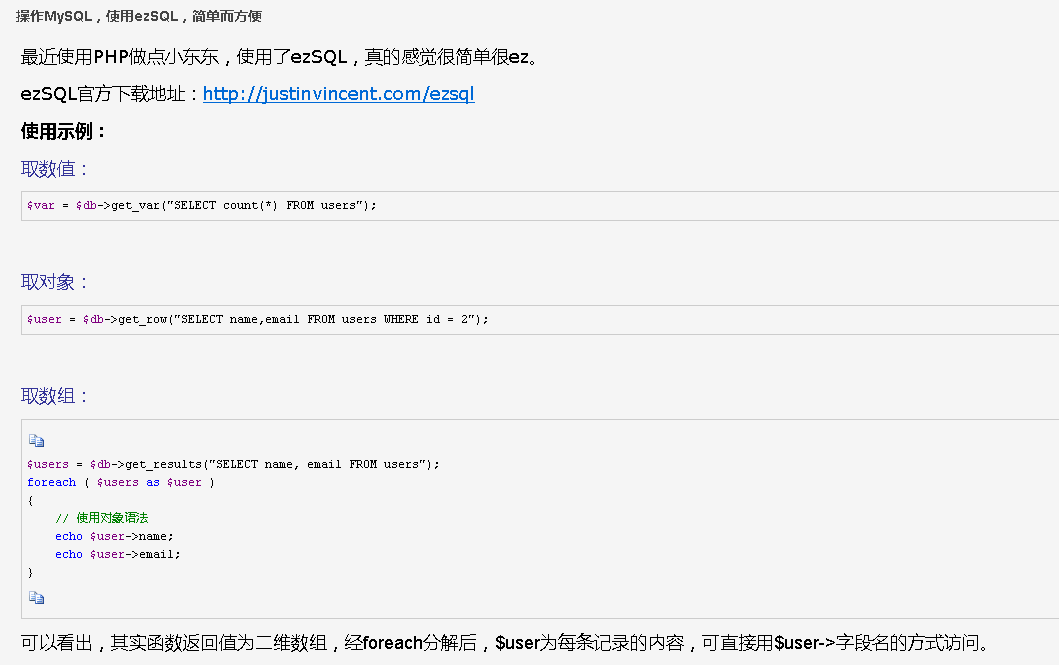 操作MySQL，使用ezSQL，简单而方便
最近使用PHP做点小东东，使用了ezSQL，真的感觉很简单很ez。
ezSQL官方下载地址：http://justinvincent.com/ezsql
使用示例：
取数值：
$var = $db->get_var("SELECT count(*) FROM users");
取对象：
$user = $db->get_row("SELECT name,email FROM users WHERE id = 2");
取数组：
$users = $db->get_results("SELECT name, email FROM users");
foreach ( $users as $user )
{
    // 使用对象语法
    echo $user->name;
    echo $user->email;
}
可以看出，其实函数返回值为二维数组，经foreach分解后，$user为每条记录的内容，可直接用$user->字段名的方式访问。